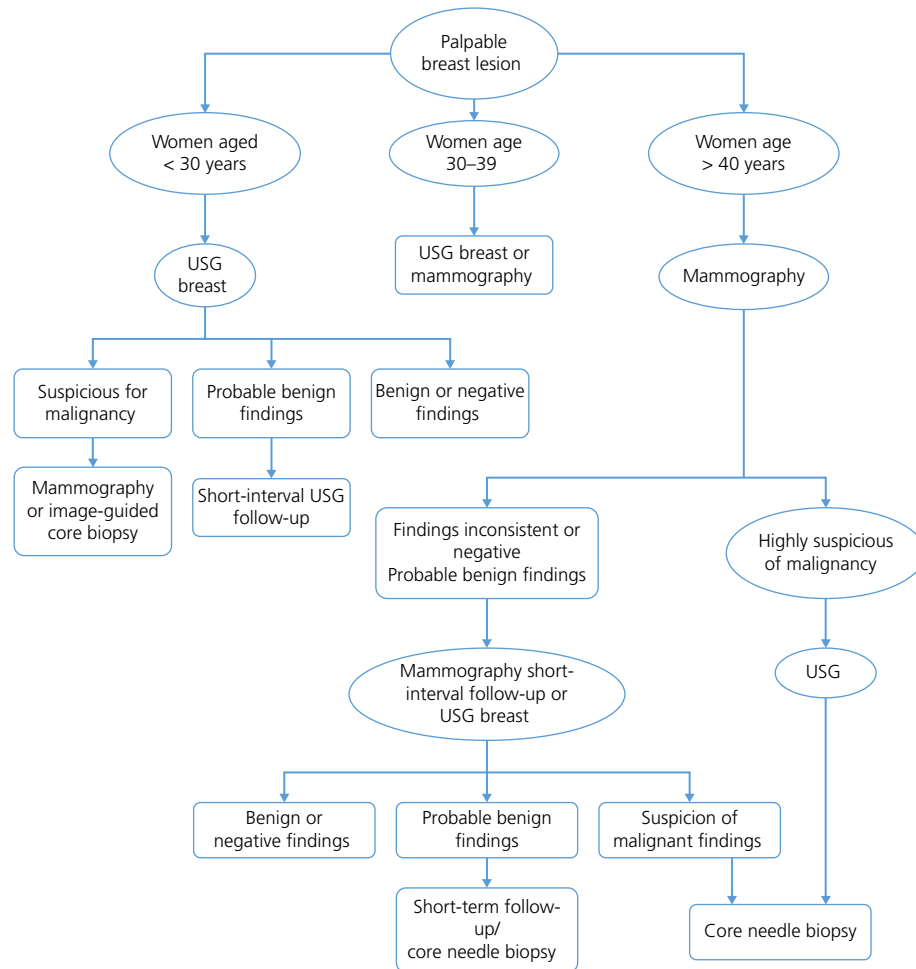 Palpable
breast lesion
Women aged
< 30 years
Women age
30–39
Women age
> 40 years
USG
breast
USG breast or
mammography
Mammography
Suspicious for
malignancy
Probable benign
findings
Benign or negative
findings
Mammography
or image-guided
core biopsy
Short-interval USG
follow-up
Findings inconsistent or
negative
Probable benign findings
Highly suspicious
of malignancy
Mammography short-
interval follow-up or
USG breast
USG
Benign or
negative findings
Probable benign
findings
Suspicion of
malignant findings
Short-term follow-
up/
core needle biopsy
Core needle biopsy